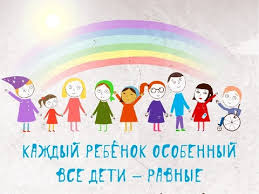 КАЖДЫЙ РЕБЁНОК ОСОБЕННЫЙ
ВСЕ ДЕТИ – РАВНЫЕ